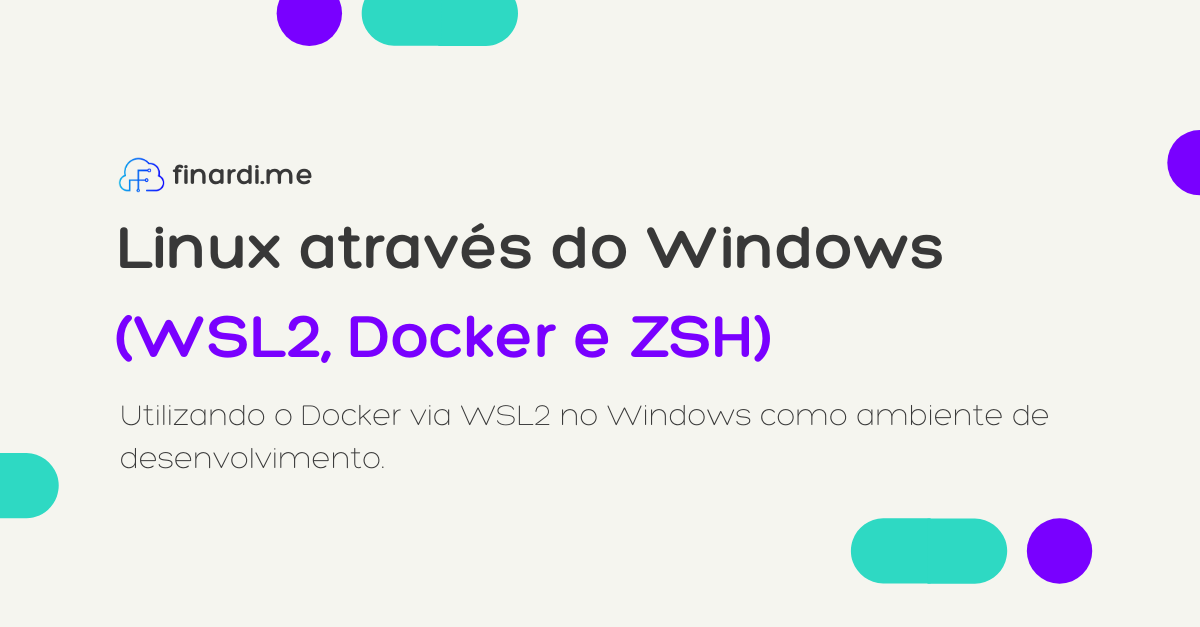 finardi.me
Linux através do Windows
(WSL2, Docker e ZSH)
Utilizando o Docker via WSL2 no Windows como ambiente de
desenvolvimento.